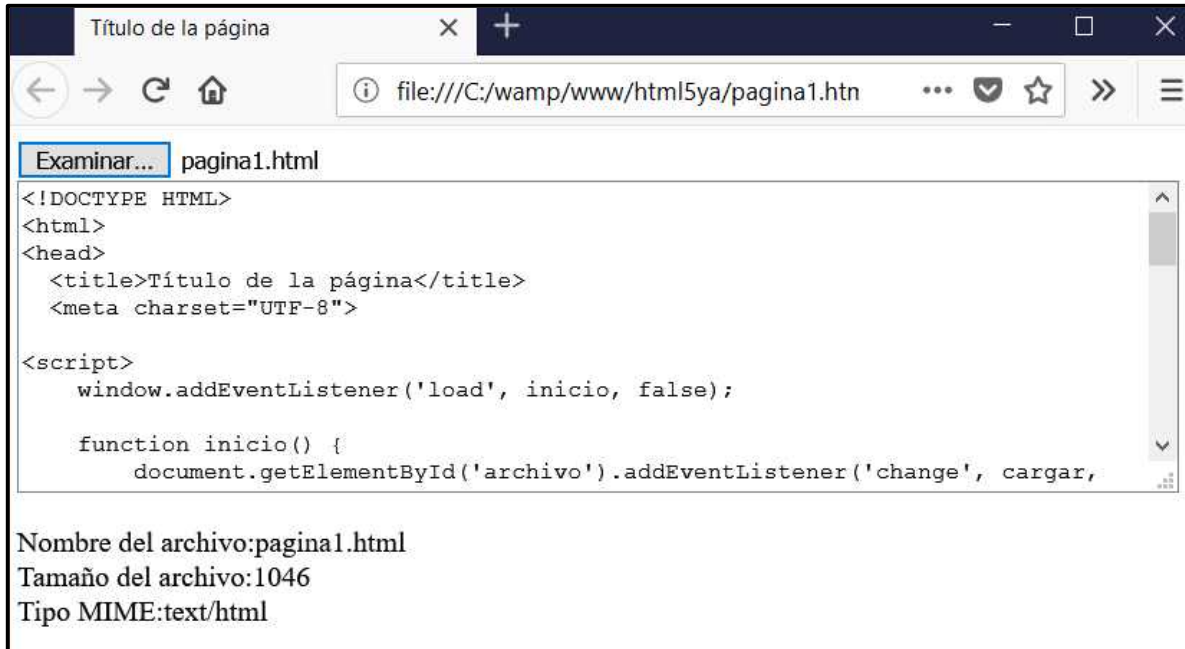 Título de la página
file:///C:/wamp/www/html5ya/pagina1.htn
Examinar... pagina1.html
<!DOCTYPE HTML>
<html>
<head>
  <title>Título de la página</title>
  <meta charset="UTF-8">
<script>
    window.addEventListener('load', inicio, false);
    function inicio() {
        document.getElementById('archivo').addEventListener('change', cargar,
Nombre del archivo:pagina1.html
Tamaño del archivo:1046
Tipo MIME:text/html